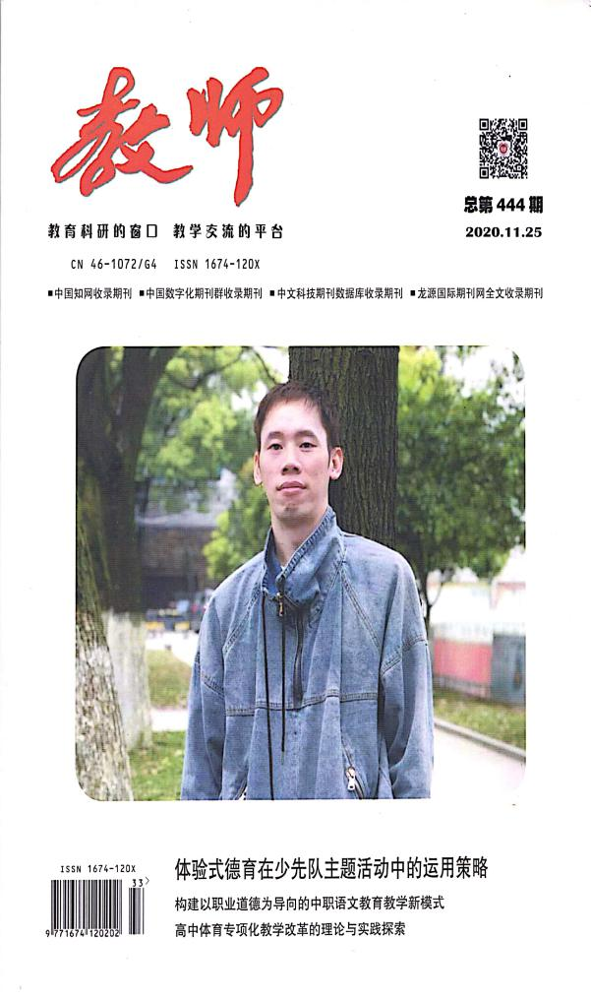 教师
总第 444 期
2020.11.25
教育科研的窗口 教学交流的平台
CN 46-1072/G4 ISSN 1674-120X
■中国知网收录期刊 ■中国数字化期刊群收录期刊 ■中文科技期刊数据库收录期刊 ■龙源国际期刊网全文收录期刊
ISSN 1674-120X
33>
9 771674 120202
体验式德育在少先队主题活动中的运用策略
构建以职业道德为导向的中职语文教育教学新模式
高中体育专项化教学改革的理论与实践探索